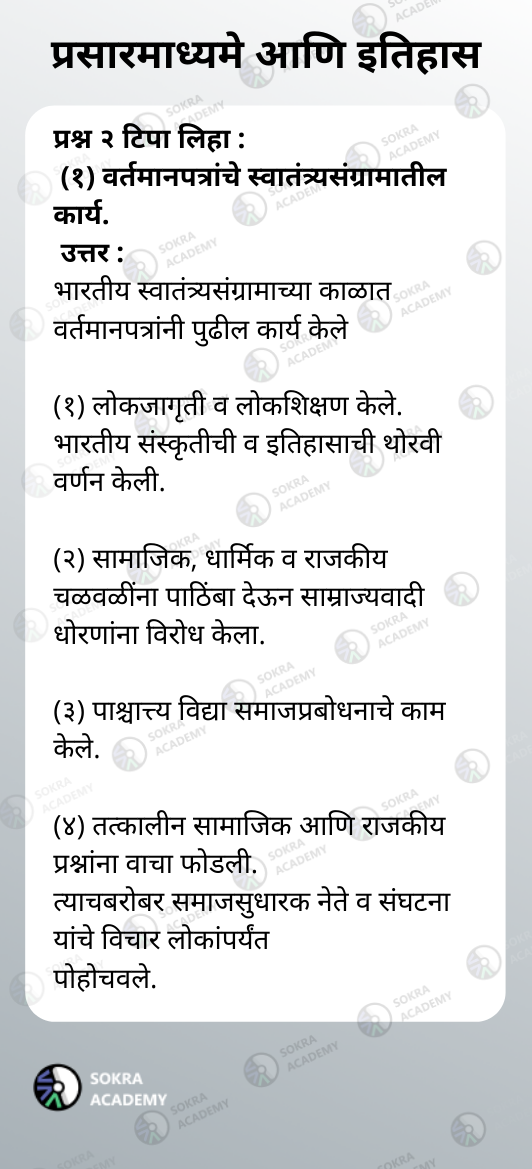 प्रसारमाध्यमे आणि इतिहास
प्रश्न २ टिपा लिहा :
(१) वर्तमानपत्रांचे स्वातंत्र्यसंग्रामातील
कार्य.
उत्तर :
भारतीय स्वातंत्र्यसंग्रामाच्या काळात
वर्तमानपत्रांनी पुढील कार्य केले
(१) लोकजागृती व लोकशिक्षण केले.
भारतीय संस्कृतीची व इतिहासाची थोरवी
वर्णन केली.
(२) सामाजिक, धार्मिक व राजकीय
चळवळींना पाठिंबा देऊन साम्राज्यवादी
धोरणांना विरोध केला.
(३) पाश्चात्त्य विद्या समाजप्रबोधनाचे काम
केले.
(४) तत्कालीन सामाजिक आणि राजकीय
प्रश्नांना वाचा फोडली.
त्याचबरोबर समाजसुधारक नेते व संघटना
यांचे विचार लोकांपर्यंत
पोहोचवले.
SOKRA
ACADEMY